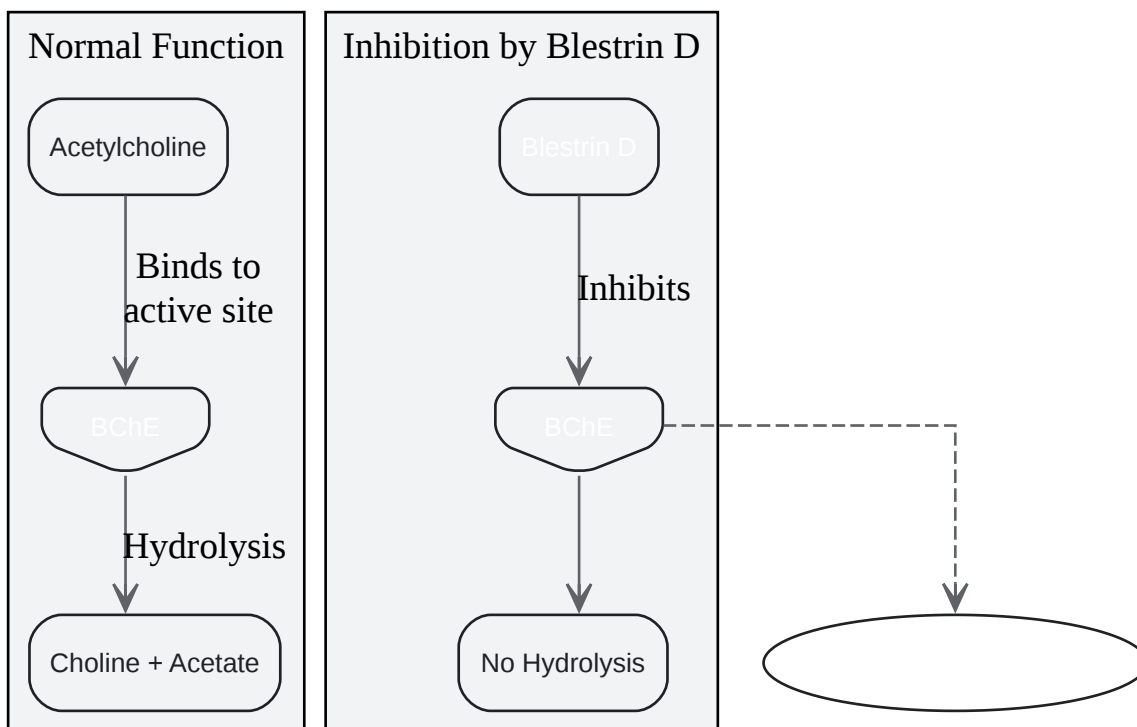 Normal Function
Acetylcholine
Binds to
active site
BChE
Hydrolysis
Choline + Acetate
Inhibition by Blestrin D
Blestrin D
Inhibits
BChE
No Hydrolysis